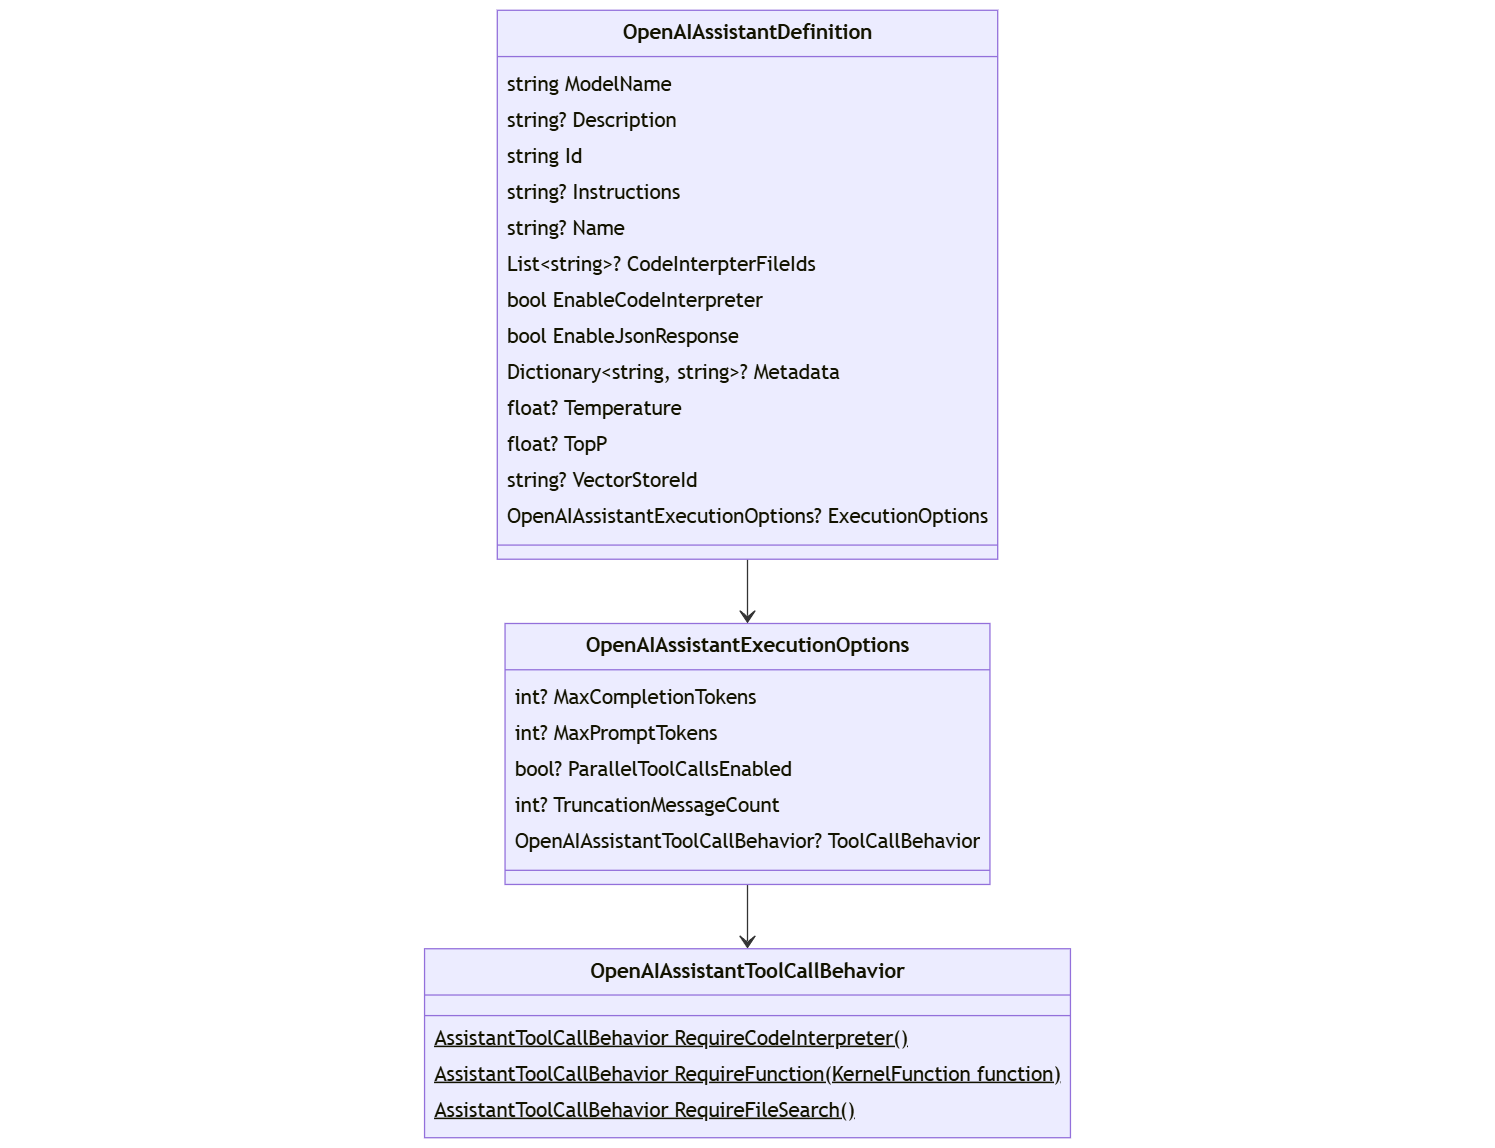 OpenAIAssistantDefinition
string ModelName
string? Description
string Id
string? Instructions
string? Name
List<string>? CodeInterpterFileIds
bool EnableCodeInterpreter
bool EnableJsonResponse
Dictionary<string, string>? Metadata
float? Temperature
float? TopP
string? VectorStoreId
OpenAIAssistantExecutionOptions? ExecutionOptions
OpenAIAssistantExecutionOptions
int? MaxCompletionTokens
int? MaxPromptTokens
bool? ParallelToolCallsEnabled
int? TruncationMessageCount
OpenAIAssistantToolCallBehavior? ToolCallBehavior
OpenAIAssistantToolCallBehavior
AssistantToolCallBehavior RequireCodeInterpreter()
AssistantToolCallBehavior RequireFunction(KernelFunction function)
AssistantToolCallBehavior RequireFileSearch()